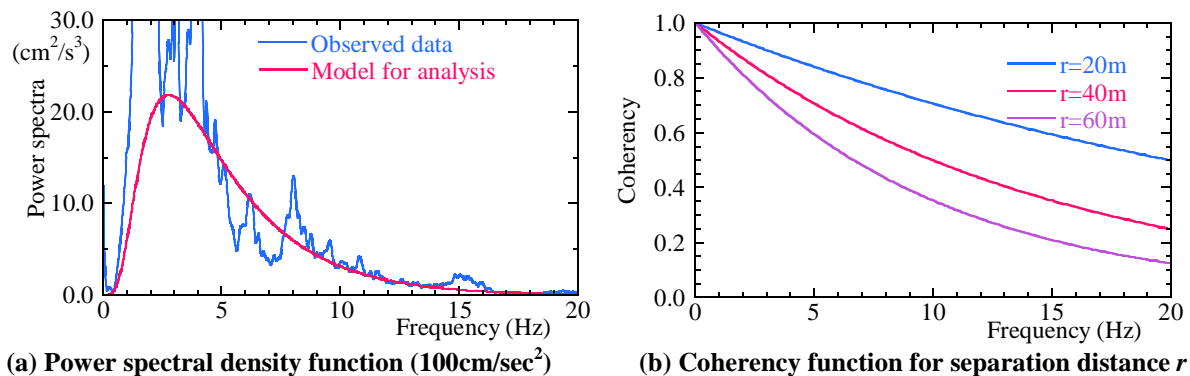 30.0
(cm²/s³)
20.0
10.0
0.0
Power spectra
Observed data
Model for analysis
0 5 10 15 20
Frequency (Hz)
(a) Power spectral density function (100cm/sec²)
1.0
0.8
0.6
0.4
0.2
0
Coherency
r=20m
r=40m
r=60m
0 5 10 15 20
Frequency (Hz)
(b) Coherency function for separation distance r